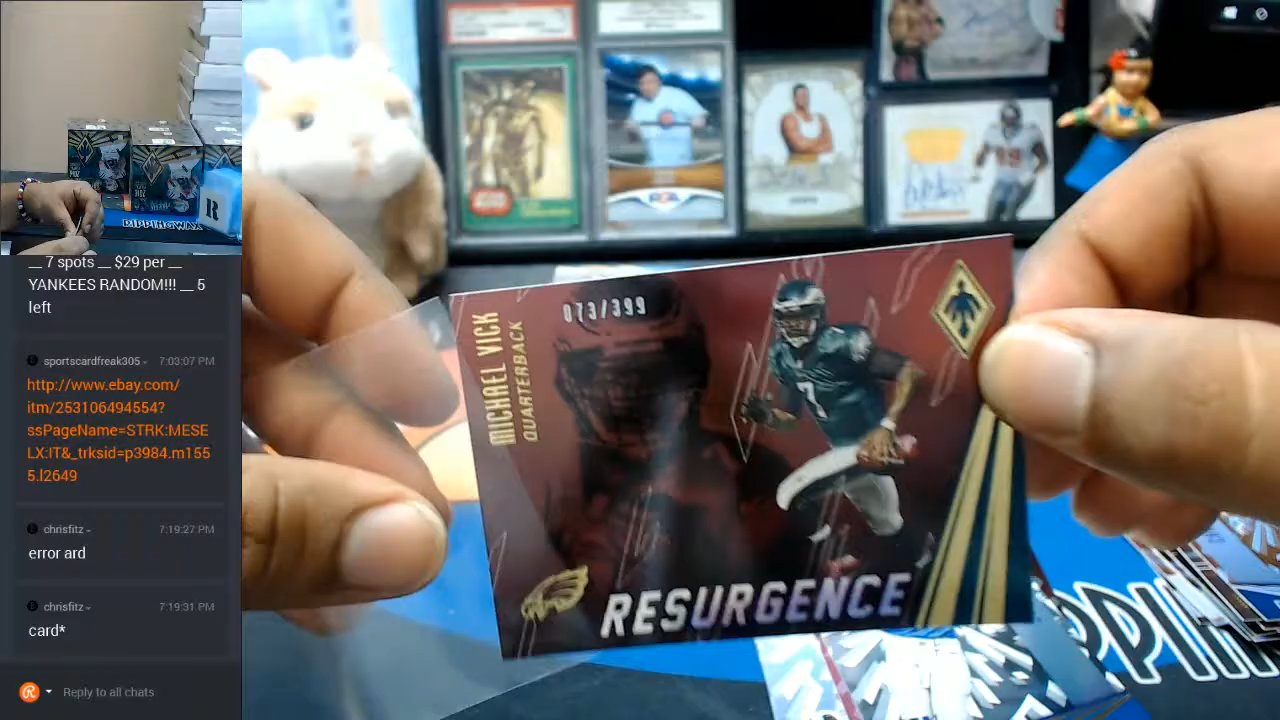 RIPPINGWAX
R
__ 7 spots __ $29 per __
YANKEES RANDOM!!! __ 5
left
sportscardfreak305
7:03:07 PM
http://www.ebay.com/
itm/253106494554?
ssPageName=STRK:MESE
LX:IT&_trksid=p3984.m155
5.l2649
chrisfitz
7:19:27 PM
error ard
chrisfitz
7:19:31 PM
card*
Reply to all chats
073/399
MICHAEL VICK
QUARTERBACK
7
RESURGENCE